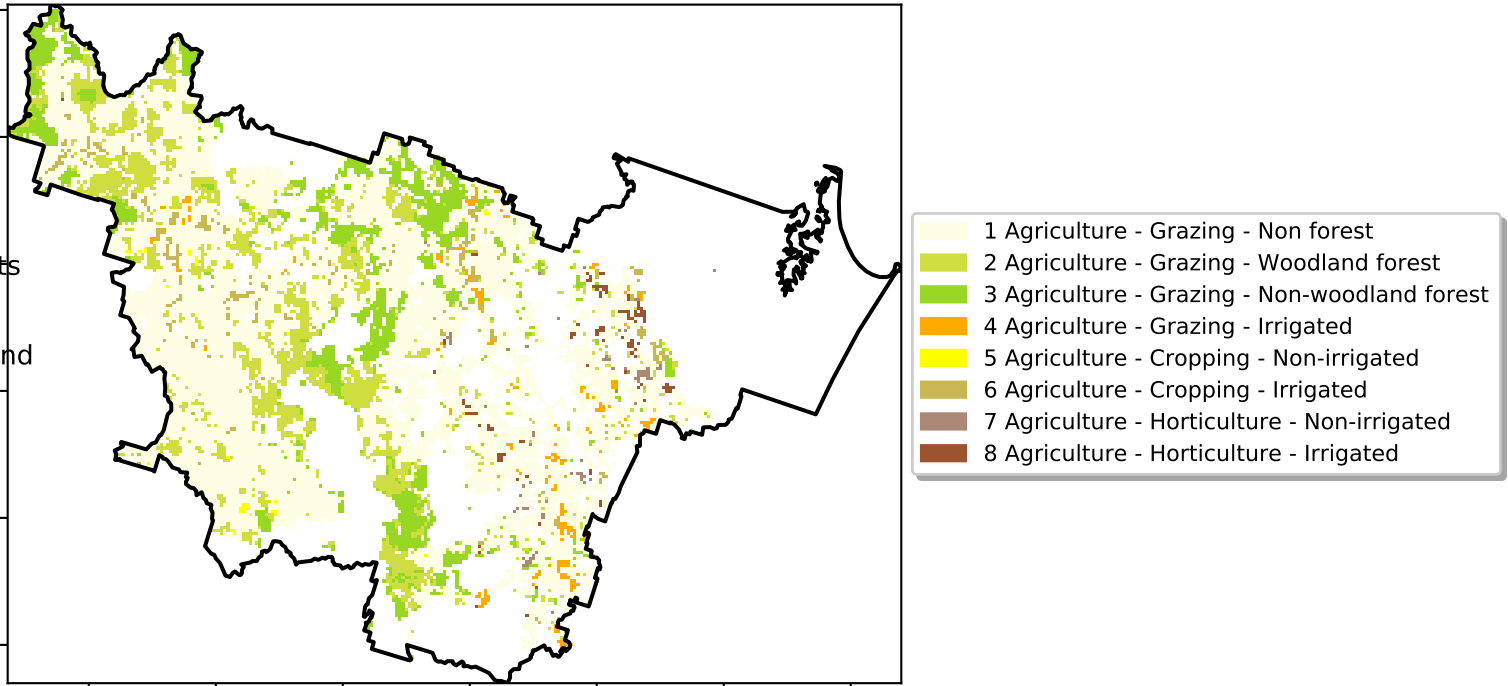 1 Agriculture - Grazing - Non forest
2 Agriculture - Grazing - Woodland forest
ts
3 Agriculture - Grazing - Non-woodland forest
4 Agriculture - Grazing - Irrigated
nd
5 Agriculture - Cropping - Non-irrigated
6 Agriculture - Cropping - Irrigated
7 Agriculture - Horticulture - Non-irrigated
8 Agriculture - Horticulture - Irrigated